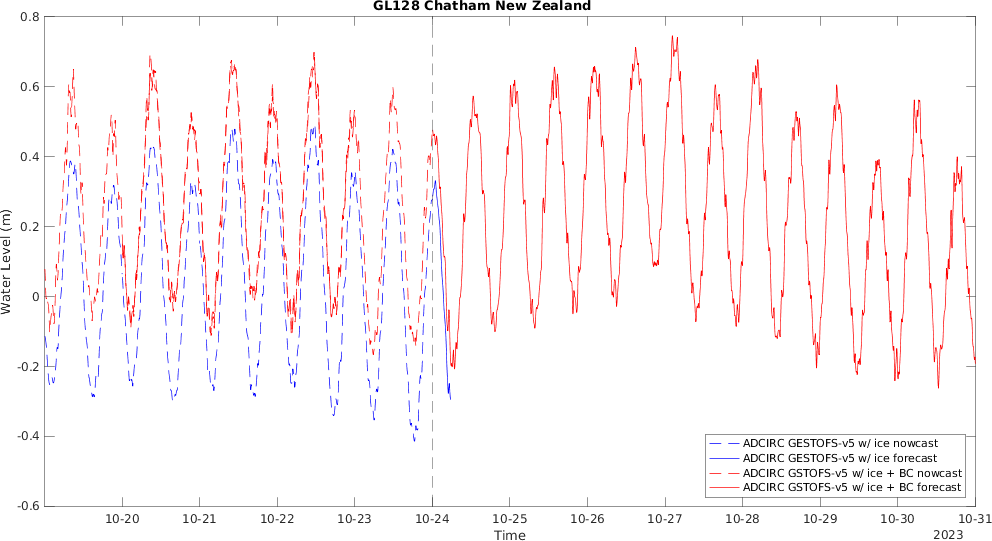 GL128 Chatham New Zealand
0.8
0.6
0.4
0.2
0
-0.2
-0.4
-0.6
Water Level (m)
10-20 10-21 10-22 10-23 10-24 10-25 10-26 10-27 10-28 10-29 10-30 10-31
Time
2023
ADCIRC GESTOFS-v5 w/ ice nowcast
ADCIRC GESTOFS-v5 w/ ice forecast
ADCIRC GSTOFS-v5 w/ ice + BC nowcast
ADCIRC GSTOFS-v5 w/ ice + BC forecast